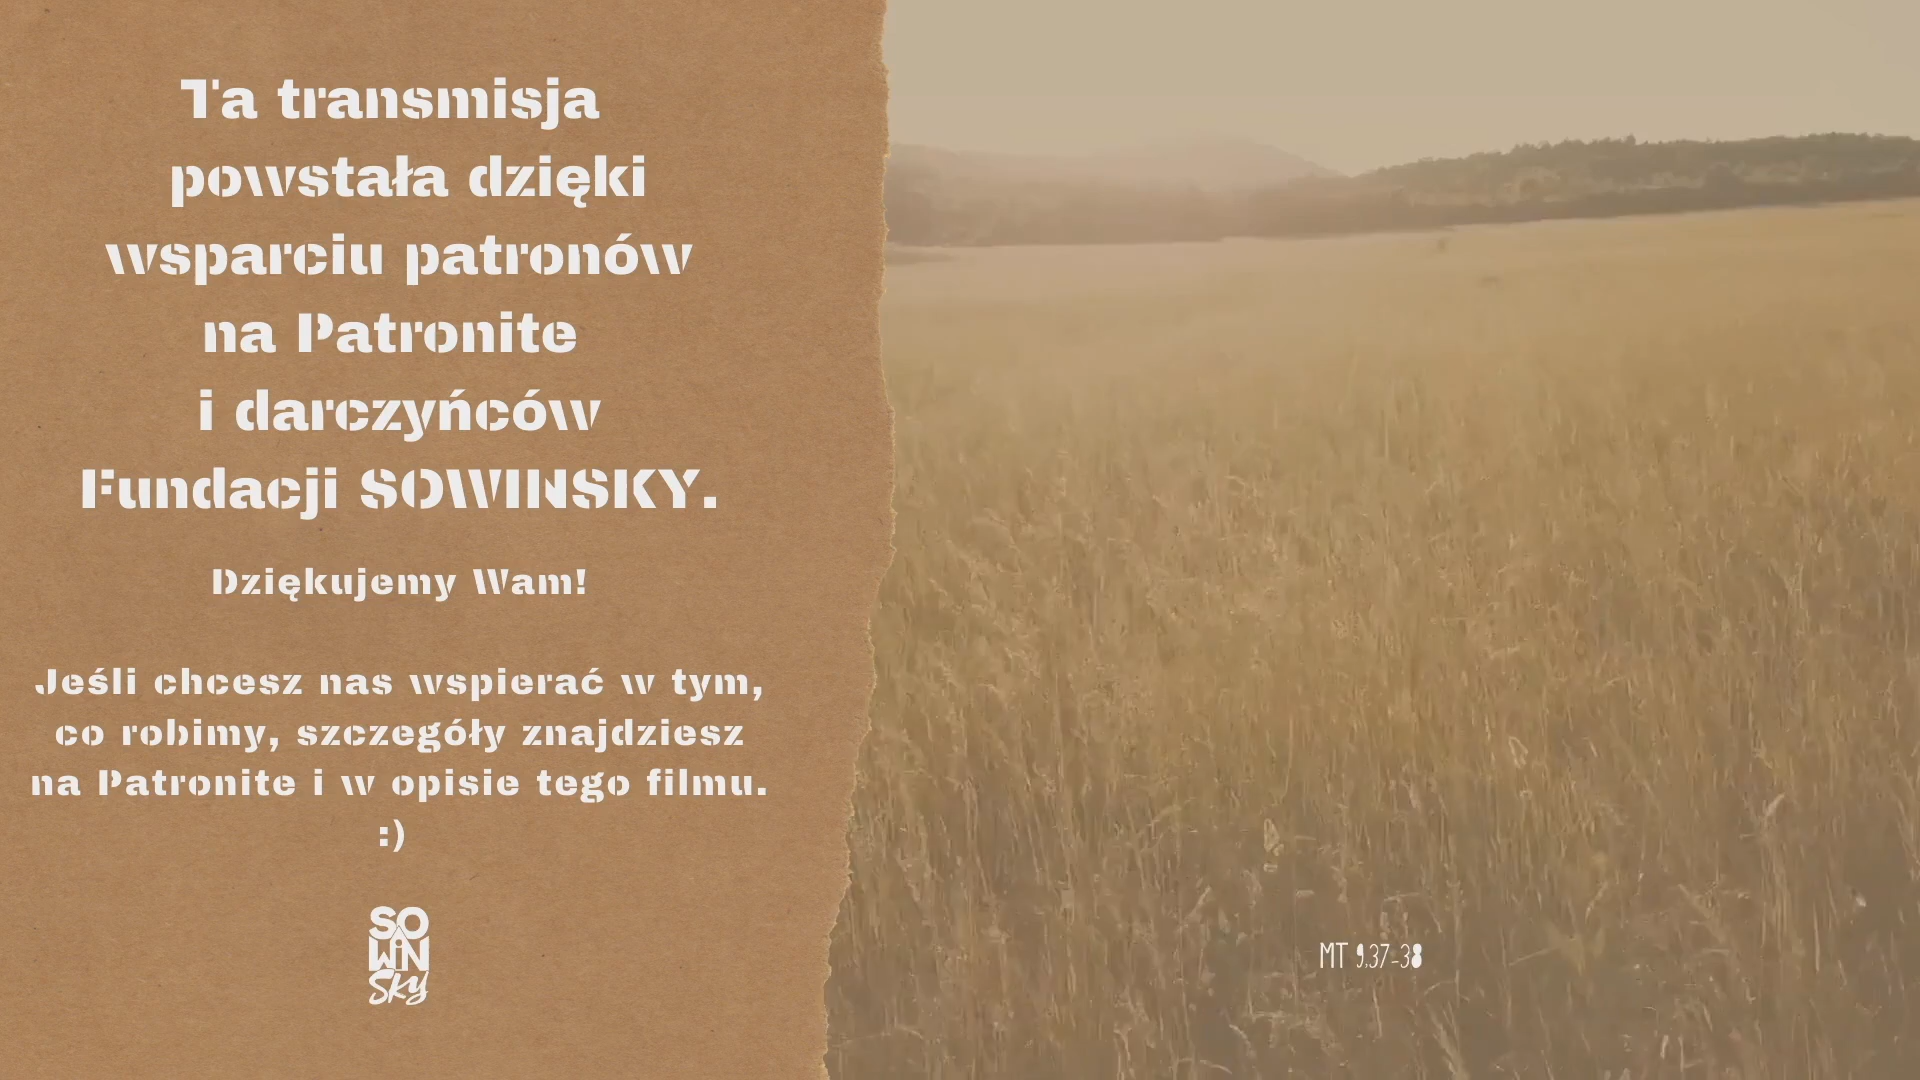 Ta transmisja
powstała dzięki
wsparciu patronów
na Patronite
i darczyńców
Fundacji SOWINSKY.
Dziękujemy Wam!
Jeśli chcesz nas wspierać w tym,
co robimy, szczegóły znajdziesz
na Patronite i w opisie tego filmu.
:)
SO
WiN
Sky
MT 9,37-38